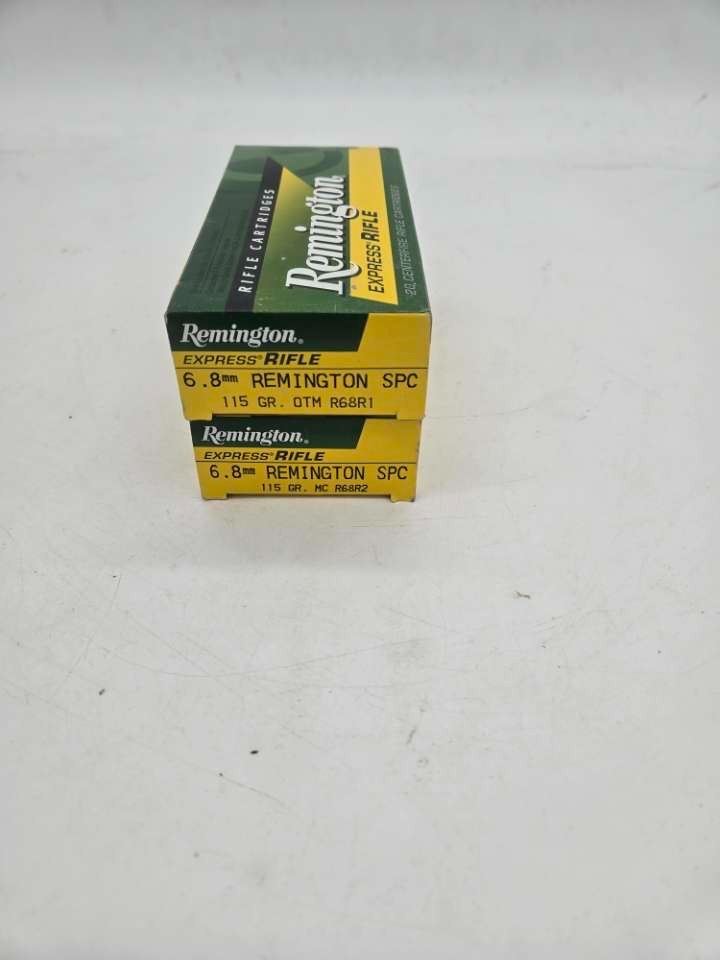 RIFLE CARTRIDGES
Remington
EXPRESS® RIFLE
20, CENTERFIRE RIFLE CARTRIDGES
Remington®
EXPRESS® RIFLE
6.8mm REMINGTON SPC
115 GR. OTM R68R1
Remington®
EXPRESS® RIFLE
6.8mm REMINGTON SPC
115 GR. MC R68R2